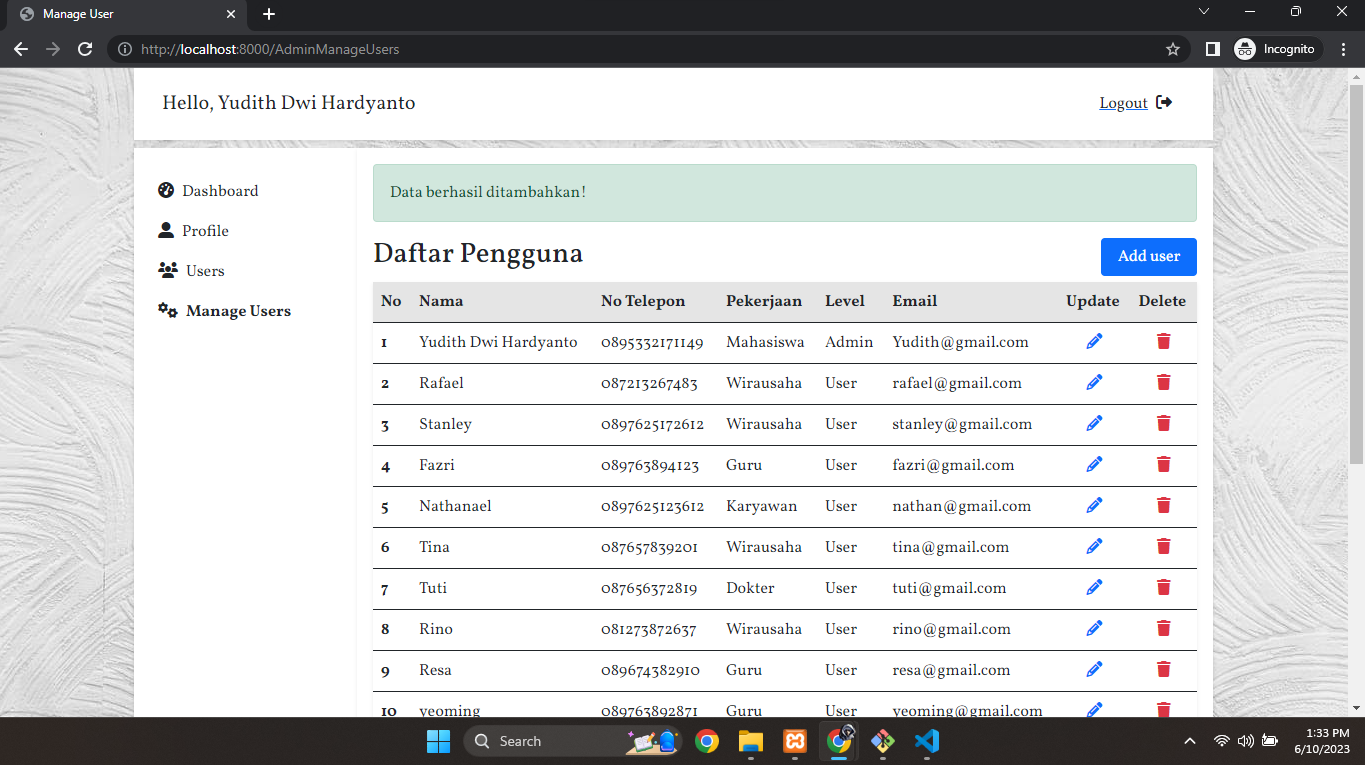 Manage User
http://localhost:8000/AdminManageUsers
Incognito
Hello, Yudith Dwi Hardyanto
Logout
Dashboard
Profile
Users
Manage Users
Data berhasil ditambahkan!
Daftar Pengguna
Add user
No Nama No Telepon Pekerjaan Level Email Update Delete
1 Yudith Dwi Hardyanto 0895332171149 Mahasiswa Admin Yudith@gmail.com
2 Rafael 087213267483 Wirausaha User rafael@gmail.com
3 Stanley 0897625172612 Wirausaha User stanley@gmail.com
4 Fazri 089763894123 Guru User fazri@gmail.com
5 Nathanael 0897625123612 Karyawan User nathan@gmail.com
6 Tina 087657839201 Wirausaha User tina@gmail.com
7 Tuti 087656372819 Dokter User tuti@gmail.com
8 Rino 081273872637 Wirausaha User rino@gmail.com
9 Resa 089674382910 Guru User resa@gmail.com
10 yeoming 089763892871 Guru User yeoming@gmail.com
Search
1:33 PM
6/10/2023